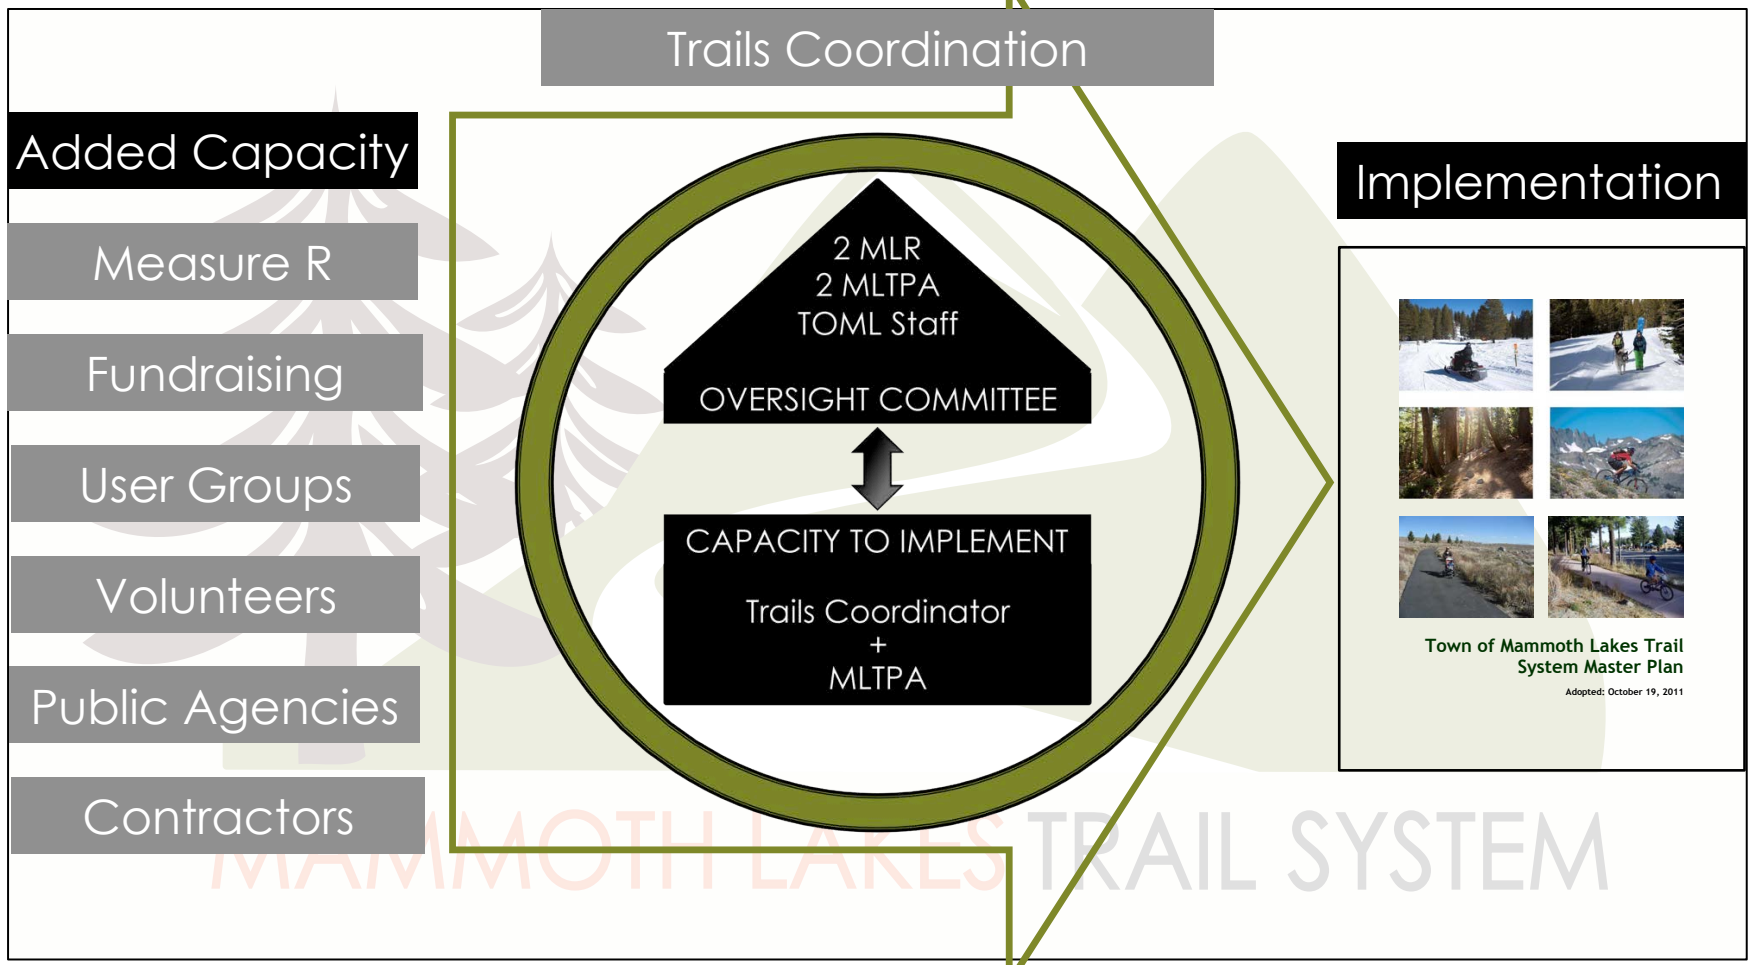 Trails Coordination
Added Capacity
Measure R
Fundraising
User Groups
Volunteers
Public Agencies
Contractors
2 MLR
2 MLTPA
TOML Staff
OVERSIGHT COMMITTEE
CAPACITY TO IMPLEMENT
Trails Coordinator
+
MLTPA
Implementation
Town of Mammoth Lakes Trail
System Master Plan
Adopted: October 19, 2011
MAMMOTH LAKES TRAIL SYSTEM